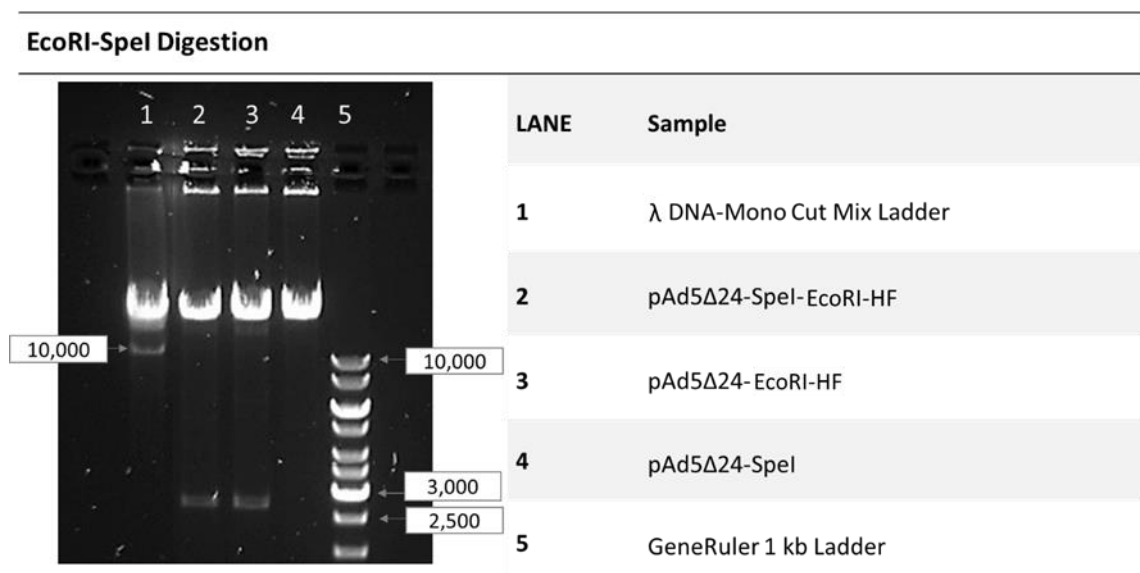 EcoRI-SpeI Digestion
1 2 3 4 5
10,000
10,000
3,000
2,500
LANE Sample
1 λ DNA-Mono Cut Mix Ladder
2 pAd5Δ24-SpeI-EcoRI-HF
3 pAd5Δ24-EcoRI-HF
4 pAd5Δ24-SpeI
5 GeneRuler 1 kb Ladder